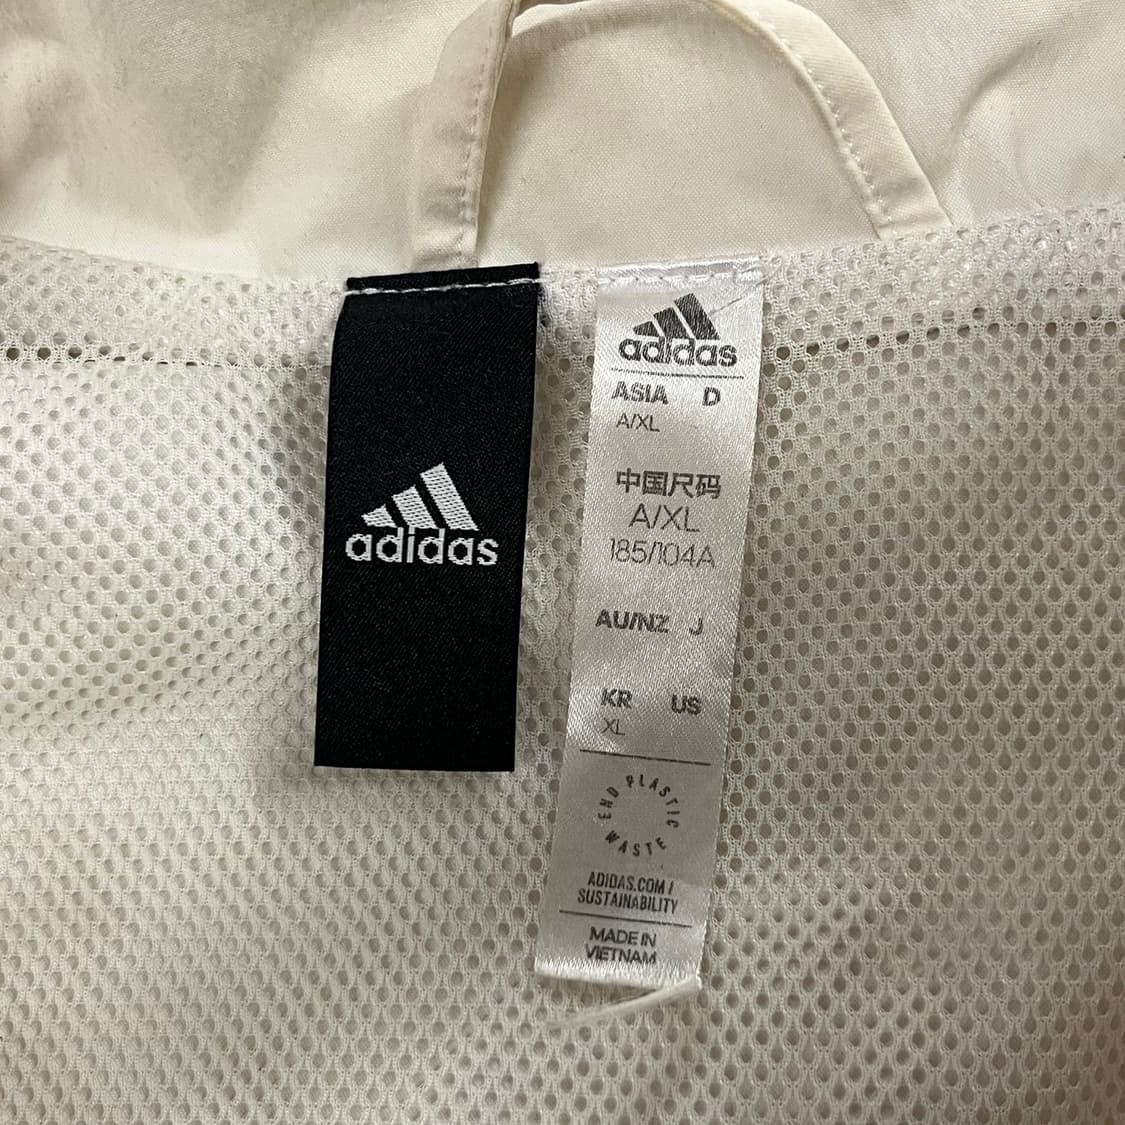 adidas
adidas
ASIA D
A/XL
中国尺码
A/XL
185/104A
AU/NZ J
KR US
XL
END PLASTIC WASTE
ADIDAS.COM /
SUSTAINABILITY
MADE IN
VIETNAM